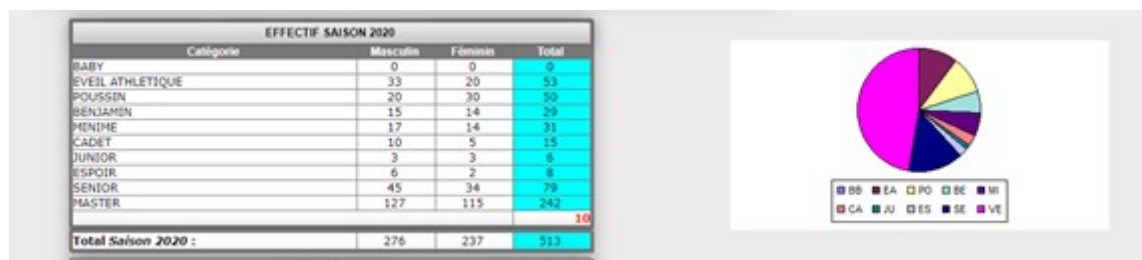 EFFECTIF SAISON 2020
Catégorie Masculin Féminin Total
BABY 0 0 0
EVEIL ATHLETIQUE 33 20 53
POUSSIN 20 30 50
BENJAMIN 15 14 29
MINIME 17 14 31
CADET 10 5 15
JUNIOR 3 3 6
ESPOIR 6 2 8
SENIOR 45 34 79
MASTER 127 115 242
10
Total Saison 2020 : 276 237 513
BB EA PO BE MI
CA JU ES SE VE